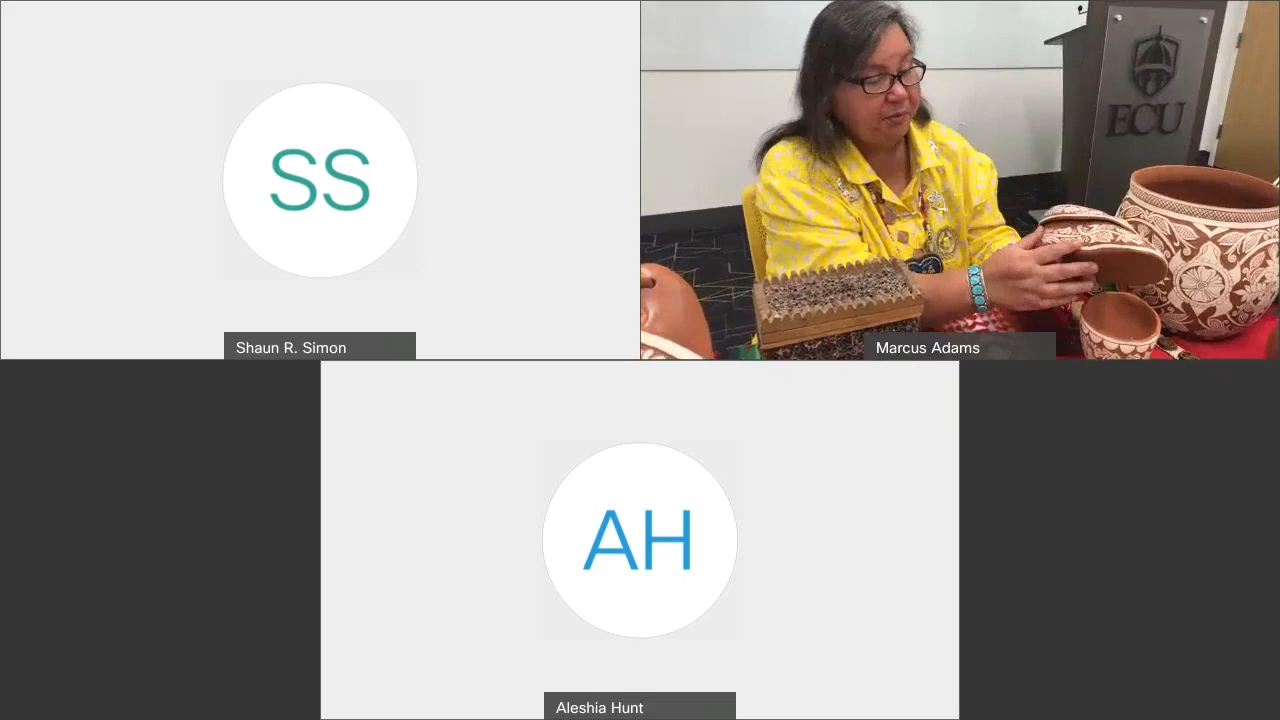 SS
ECU
Shaun R. Simon
Marcus Adams
AH
Aleshia Hunt